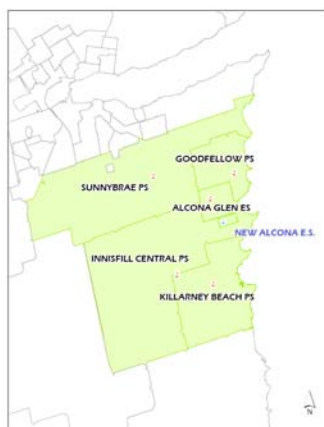 GOODFELLOW PS
SUNNYBRAE PS
ALCONA GLEN ES
NEW ALCONA E.S.
INNISFILL CENTRAL PS
KILLARNEY BEACH PS
N